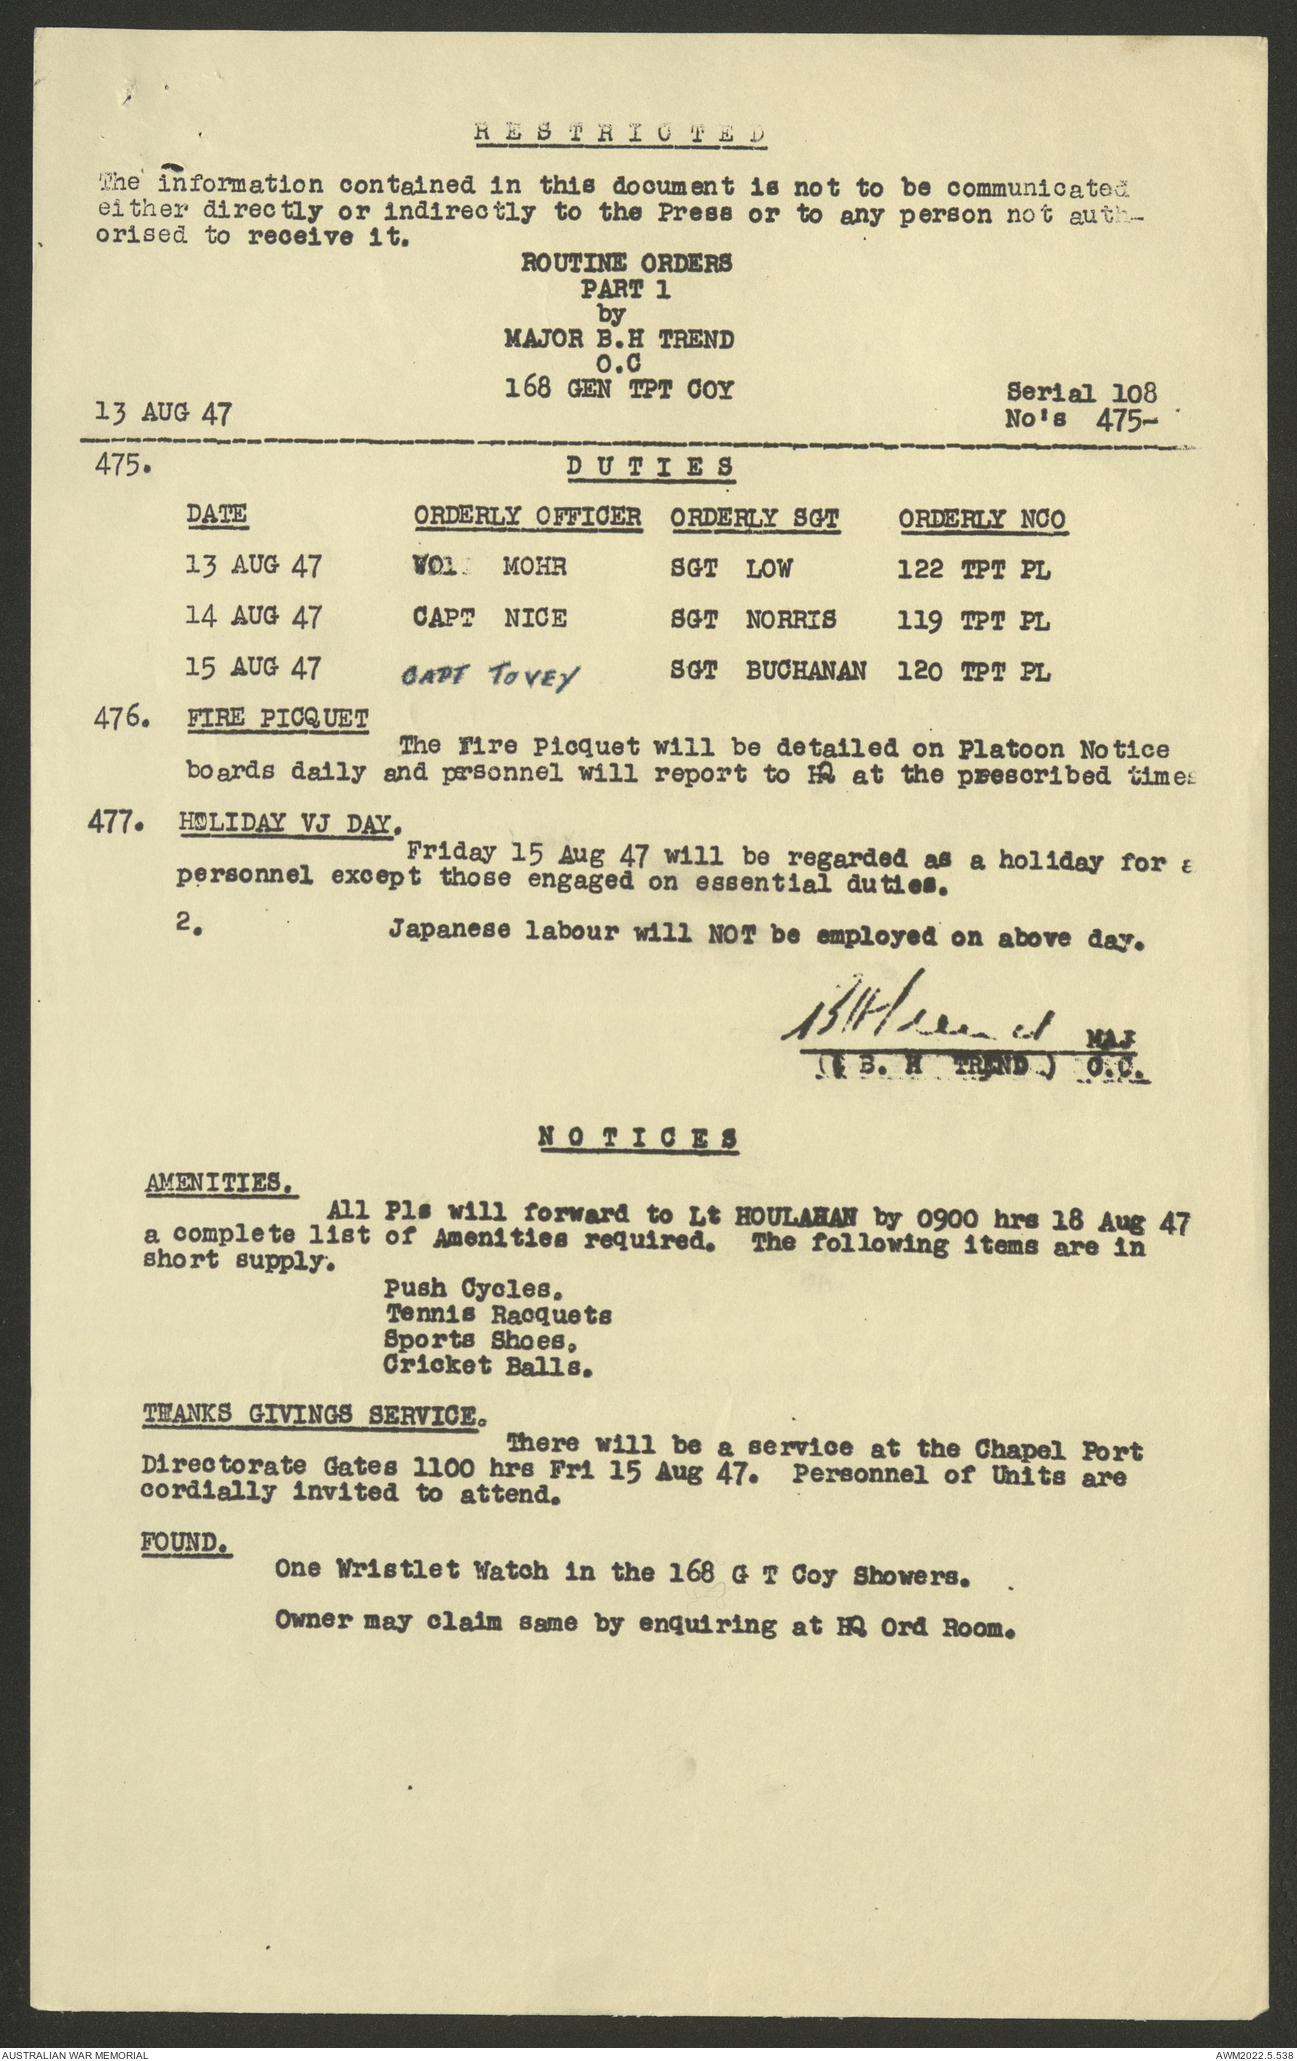 R E S T R I C T E D
The information contained in this document is not to be communicated
either directly or indirectly to the Press or to any person not auth-
orised to receive it.
ROUTINE ORDERS
PART 1
by
MAJOR B.H TREND
O.C
168 GEN TPT COY
Serial 108
13 AUG 47
No's 475-
475. D U T I E S
DATE ORDERLY OFFICER ORDERLY SGT ORDERLY NCO
13 AUG 47 WO1 MOHR SGT LOW 122 TPT PL
14 AUG 47 CAPT NICE SGT NORRIS 119 TPT PL
15 AUG 47 CAPT TOVEY SGT BUCHANAN 120 TPT PL
476. FIRE PICQUET
The Fire Picquet will be detailed on Platoon Notice
boards daily and prsonnel will report to HQ at the prescribed times
477. HOLIDAY VJ DAY.
Friday 15 Aug 47 will be regarded as a holiday for a
personnel except those engaged on essential duties.
2. Japanese labour will NOT be employed on above day.
BHTrend MAJ
( B. H TREND ) O.C.
N O T I C E S
AMENITIES.
All Pls will forward to Lt HOULAHAN by 0900 hrs 18 Aug 47
a complete list of Amenities required. The following items are in
short supply.
Push Cycles.
Tennis Racquets
Sports Shoes.
Cricket Balls.
THANKS GIVINGS SERVICE.
There will be a service at the Chapel Port
Directorate Gates 1100 hrs Fri 15 Aug 47. Personnel of Units are
cordially invited to attend.
FOUND.
One Wristlet Watch in the 168 G T Coy Showers.
Owner may claim same by enquiring at HQ Ord Room.
AUSTRALIAN WAR MEMORIAL AWM2022.5.538